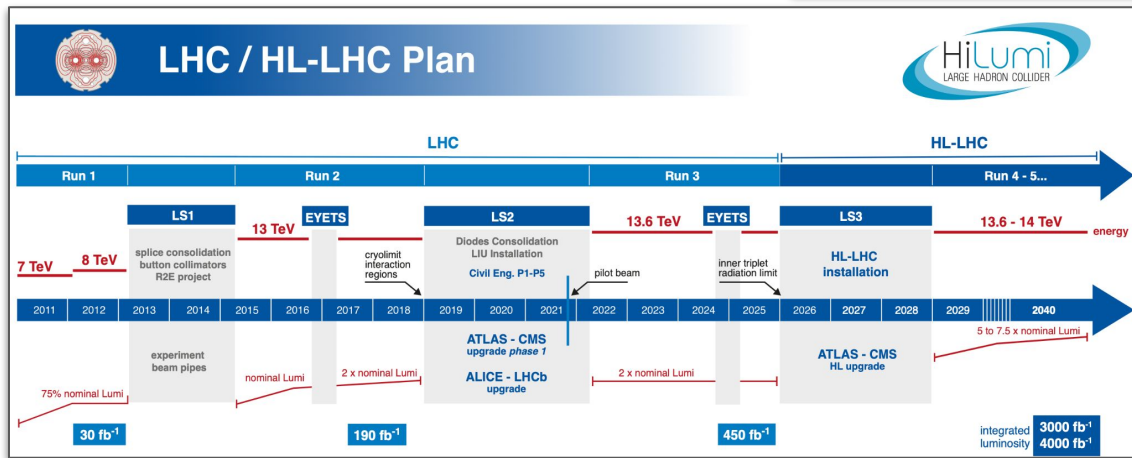 LHC / HL-LHC Plan
HiLumi
LARGE HADRON COLLIDER
LHC
HL-LHC
Run 1
Run 2
Run 3
Run 4 - 5...
LS1
EYETS
LS2
EYETS
LS3
7 TeV
8 TeV
splice consolidation
button collimators
R2E project
13 TeV
cryolimit
interaction
regions
Diodes Consolidation
LIU Installation
Civil Eng. P1-P5
pilot beam
13.6 TeV
inner triplet
radiation limit
HL-LHC
installation
13.6 - 14 TeV
energy
2011 2012 2013 2014 2015 2016 2017 2018 2019 2020 2021 2022 2023 2024 2025 2026 2027 2028 2029 2040
75% nominal Lumi
experiment
beam pipes
nominal Lumi
2 x nominal Lumi
ATLAS - CMS
upgrade phase 1
ALICE - LHCb
upgrade
2 x nominal Lumi
ATLAS - CMS
HL upgrade
5 to 7.5 x nominal Lumi
30 fb⁻¹
190 fb⁻¹
450 fb⁻¹
integrated
luminosity
3000 fb⁻¹
4000 fb⁻¹